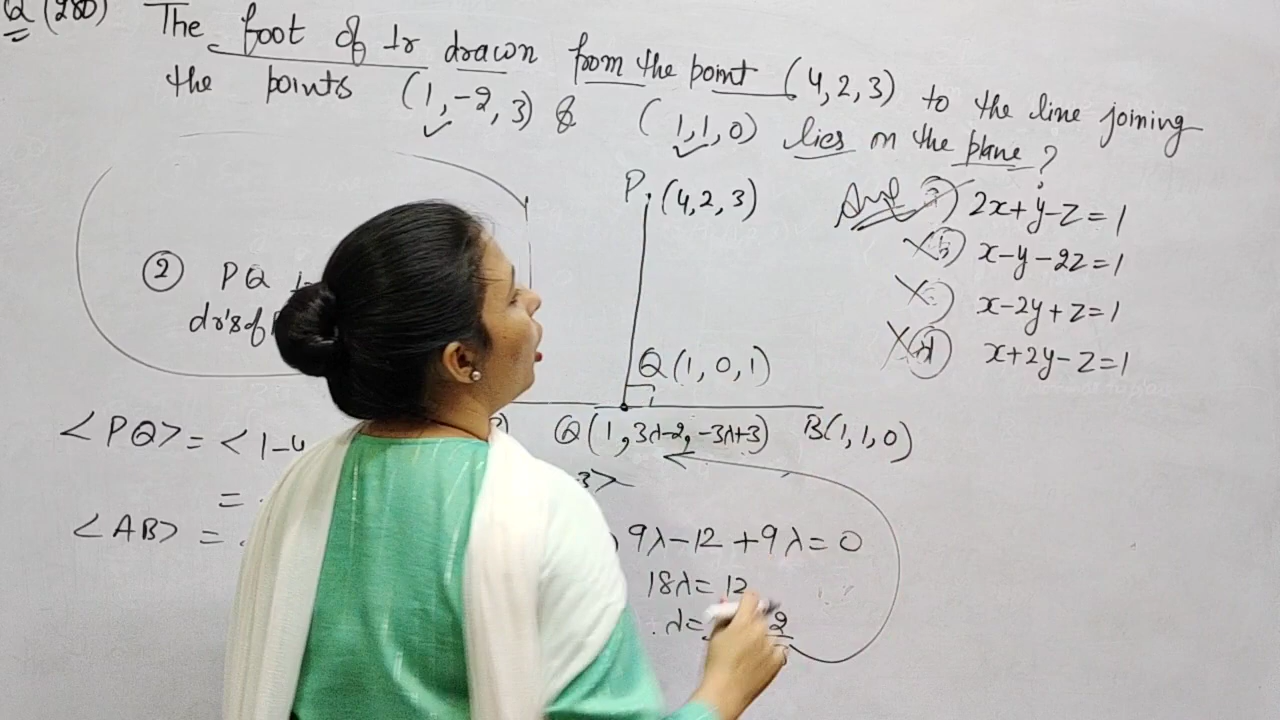 Q (280) The foot of ⊥r drawn from the point (4,2,3) to the line joining
the points (1,-2,3) & (1,1,0) lies on the plane?
P. (4,2,3)
Ans 2x+y-z=1
x-y-2z=1
x-2y+z=1
(d) x+2y-z=1
② PQ
dr's of
Q(1,0,1)
Q(1,3λ-2,-3λ+3) B(1,1,0)
<PQ> = <1-4
=
3>
<AB> =
9λ-12+9λ=0
18λ=12
λ= 2